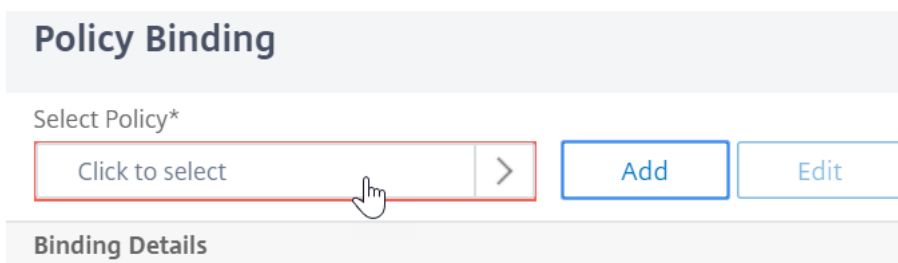 Policy Binding
Select Policy*
Click to select > Add Edit
Binding Details